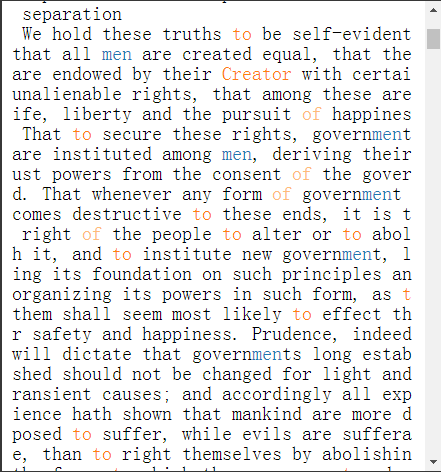 separation
We hold these truths to be self-evident
that all men are created equal, that the
are endowed by their Creator with certai
unalienable rights, that among these are
ife, liberty and the pursuit of happines
That to secure these rights, government
are instituted among men, deriving their
ust powers from the consent of the gover
d. That whenever any form of government
comes destructive to these ends, it is t
right of the people to alter or to abol
h it, and to institute new government, l
ing its foundation on such principles an
organizing its powers in such form, as t
them shall seem most likely to effect th
r safety and happiness. Prudence, indeed
will dictate that governments long estab
shed should not be changed for light and
ransient causes; and accordingly all exp
ience hath shown that mankind are more d
posed to suffer, while evils are suffera
e, than to right themselves by abolishin